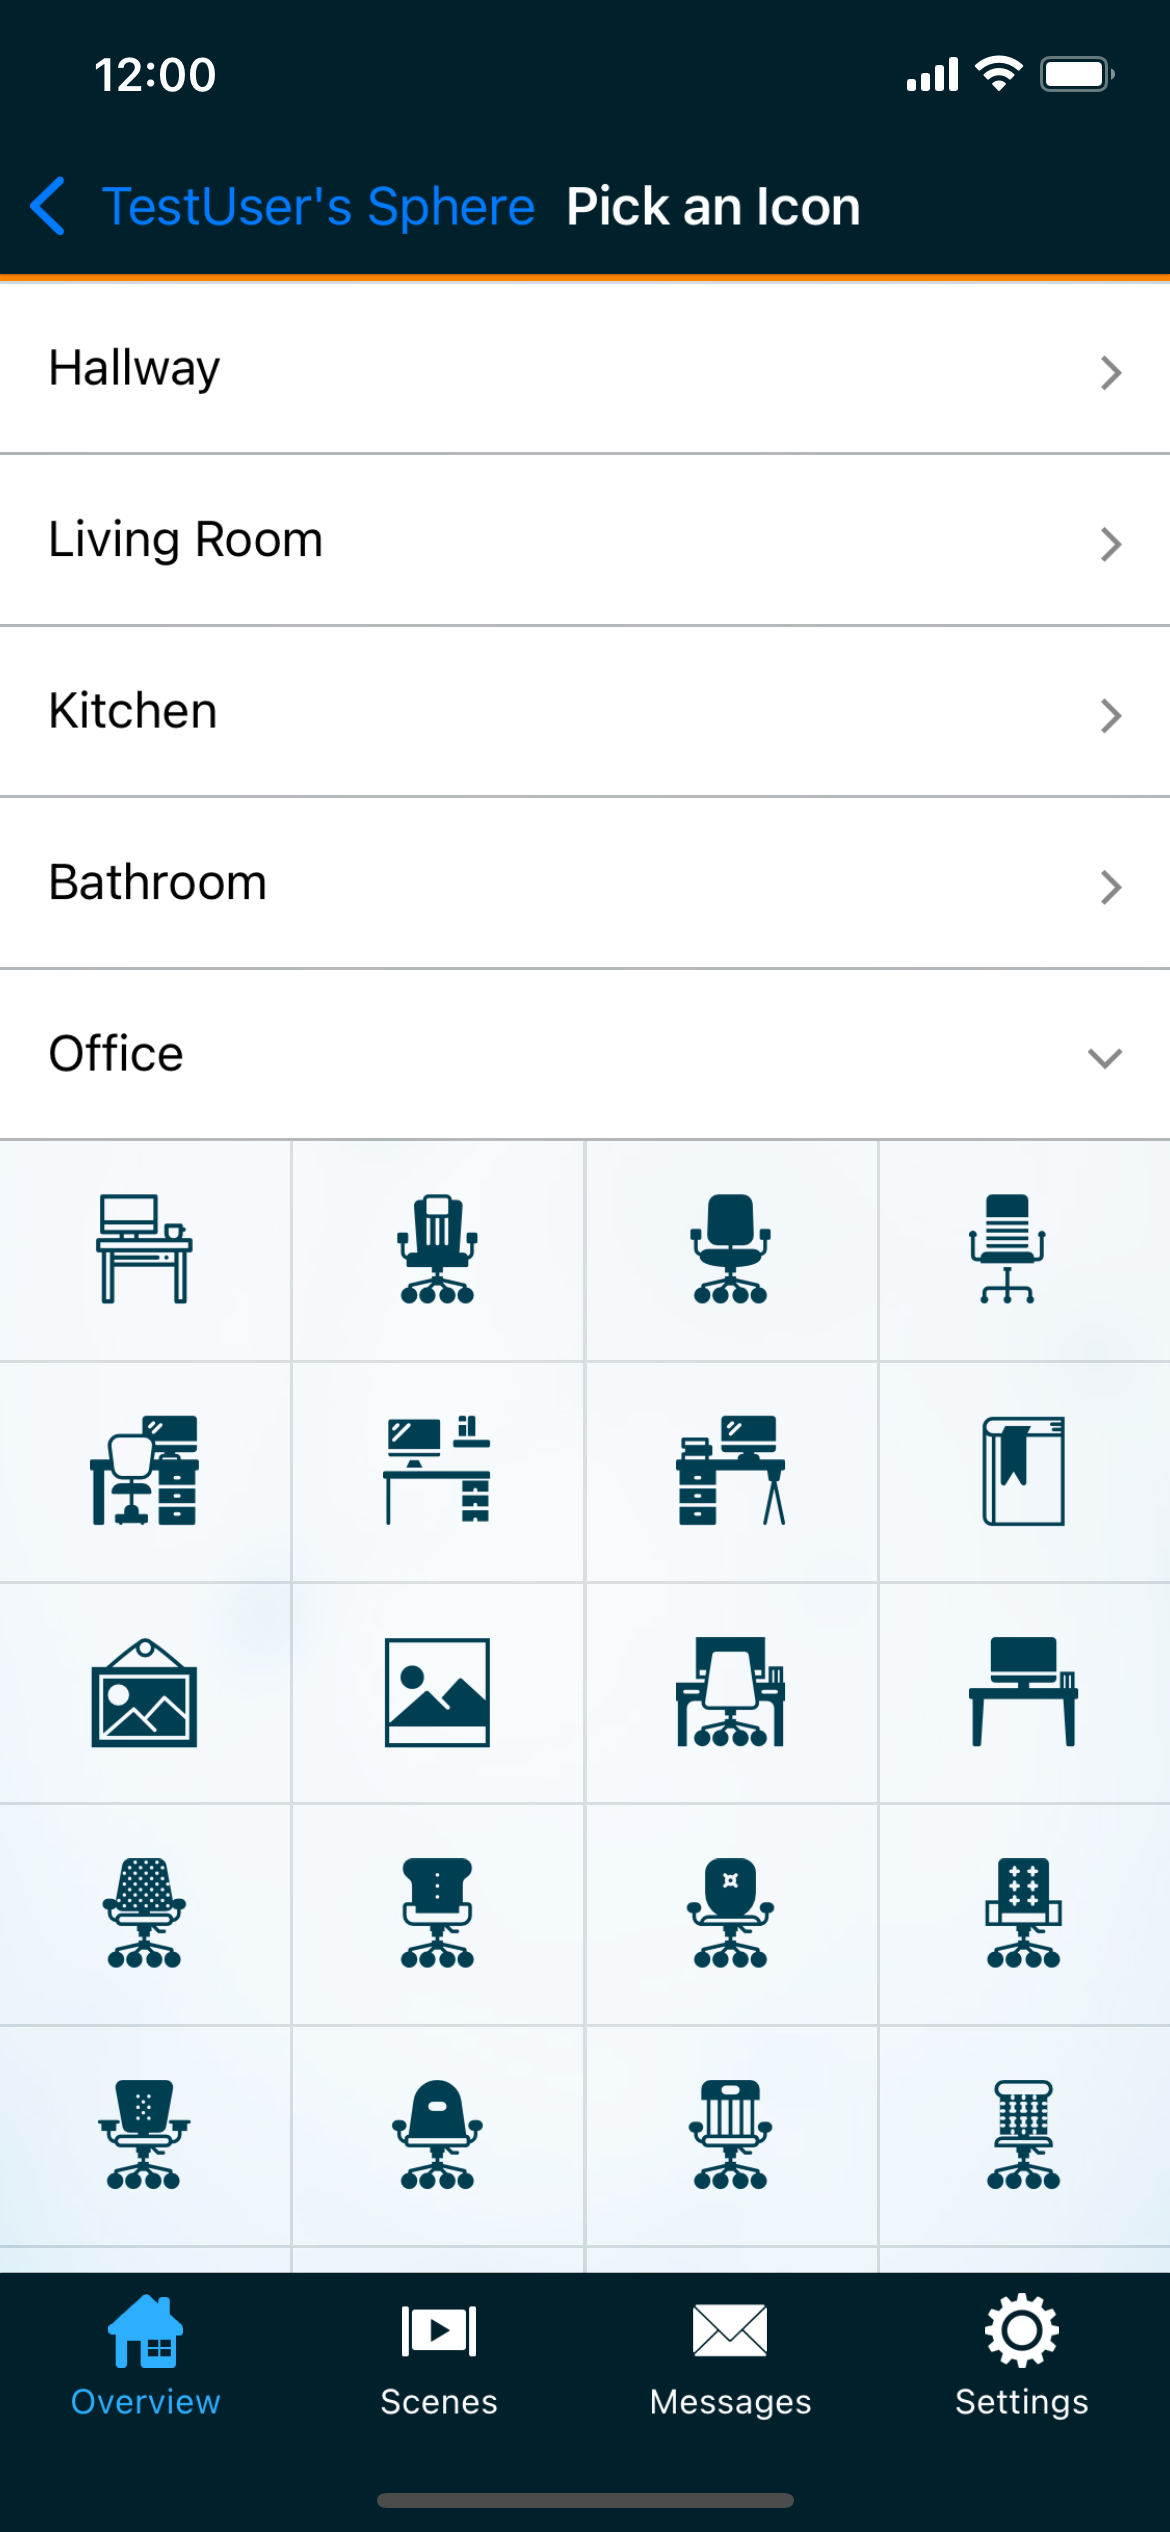 12:00
TestUser's Sphere Pick an Icon
Hallway
Living Room
Kitchen
Bathroom
Office
Overview Scenes Messages Settings